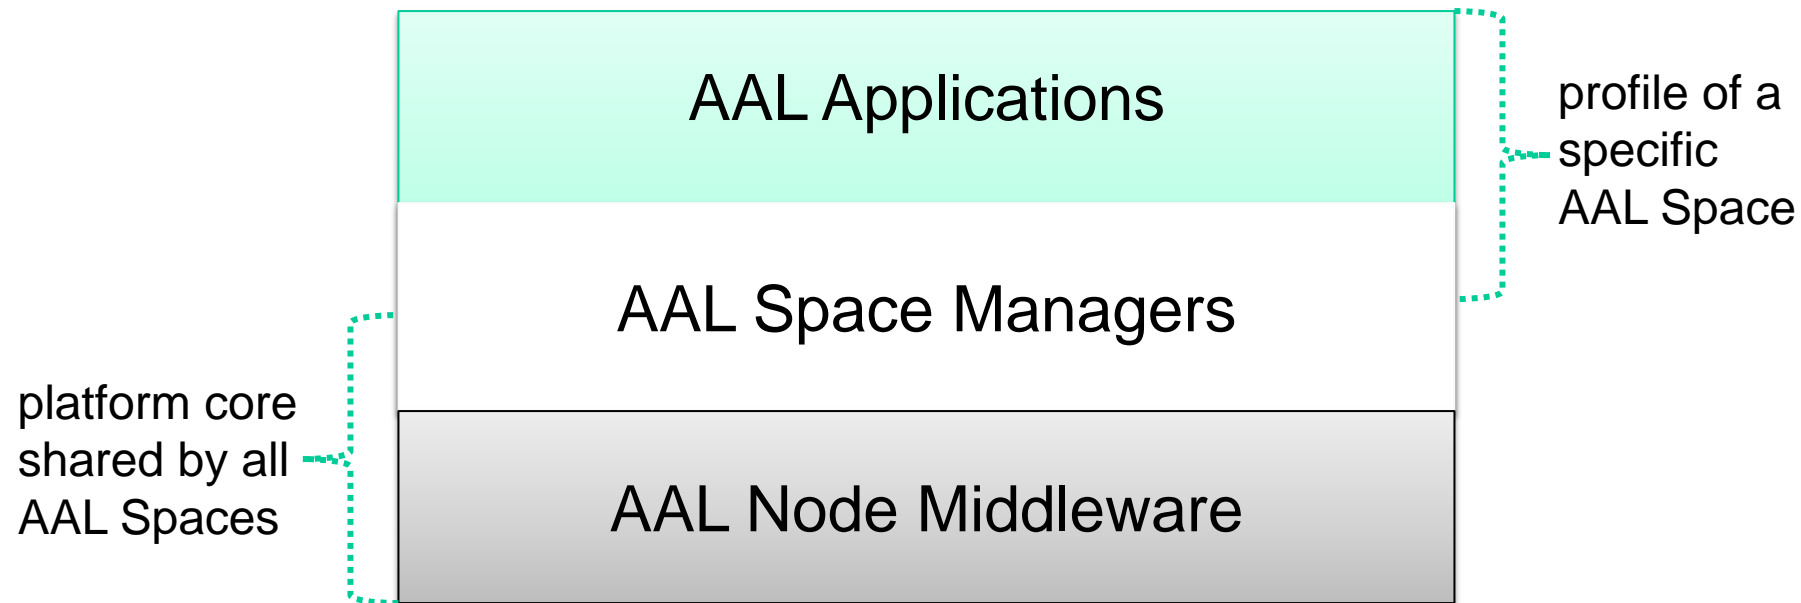 AAL Applications
profile of a
specific
AAL Space
AAL Space Managers
platform core
shared by all
AAL Spaces
AAL Node Middleware